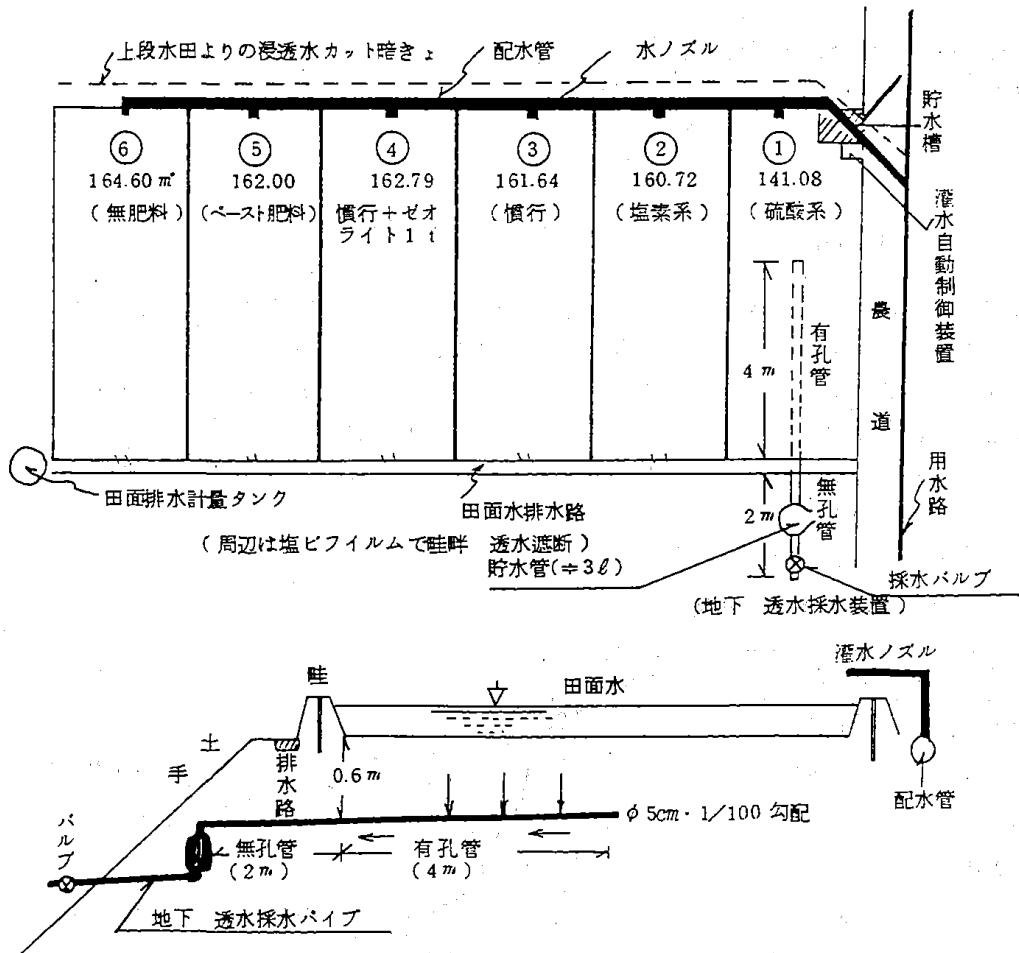 上段水田よりの浸透水カット暗きょ
配水管
水ノズル
貯水槽
⑥
⑤
④
③
②
①
164.60㎡
162.00
162.79
161.64
160.72
141.08
(無肥料)
(ペースト肥料)
慣行+ゼオ
ライト1t
(慣行)
(塩素系)
(硫酸系)
灌水自動制御装置
農道
有孔管
4m
用水路
無孔管
2m
田面排水計量タンク
田面水排水路
(周辺は塩ビフイルムで畦畔 透水遮断)
貯水管(≑3ℓ)
採水バルブ
(地下 透水採水装置)
灌水ノズル
畦
田面水
土手
排水路
0.6m
配水管
φ5cm・1/100勾配
バルブ
無孔管
(2m)
有孔管
(4m)
地下 透水採水パイプ